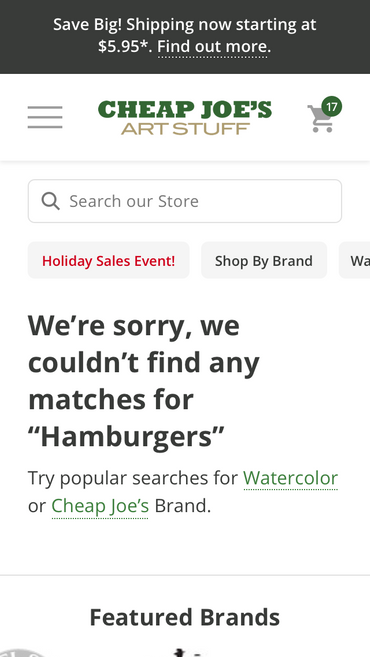 Save Big! Shipping now starting at
$5.95*. Find out more.
17
CHEAP JOE'S
ART STUFF
Search our Store
Holiday Sales Event!
Shop By Brand
Wa
We’re sorry, we
couldn’t find any
matches for
“Hamburgers”
Try popular searches for Watercolor
or Cheap Joe’s Brand.
Featured Brands